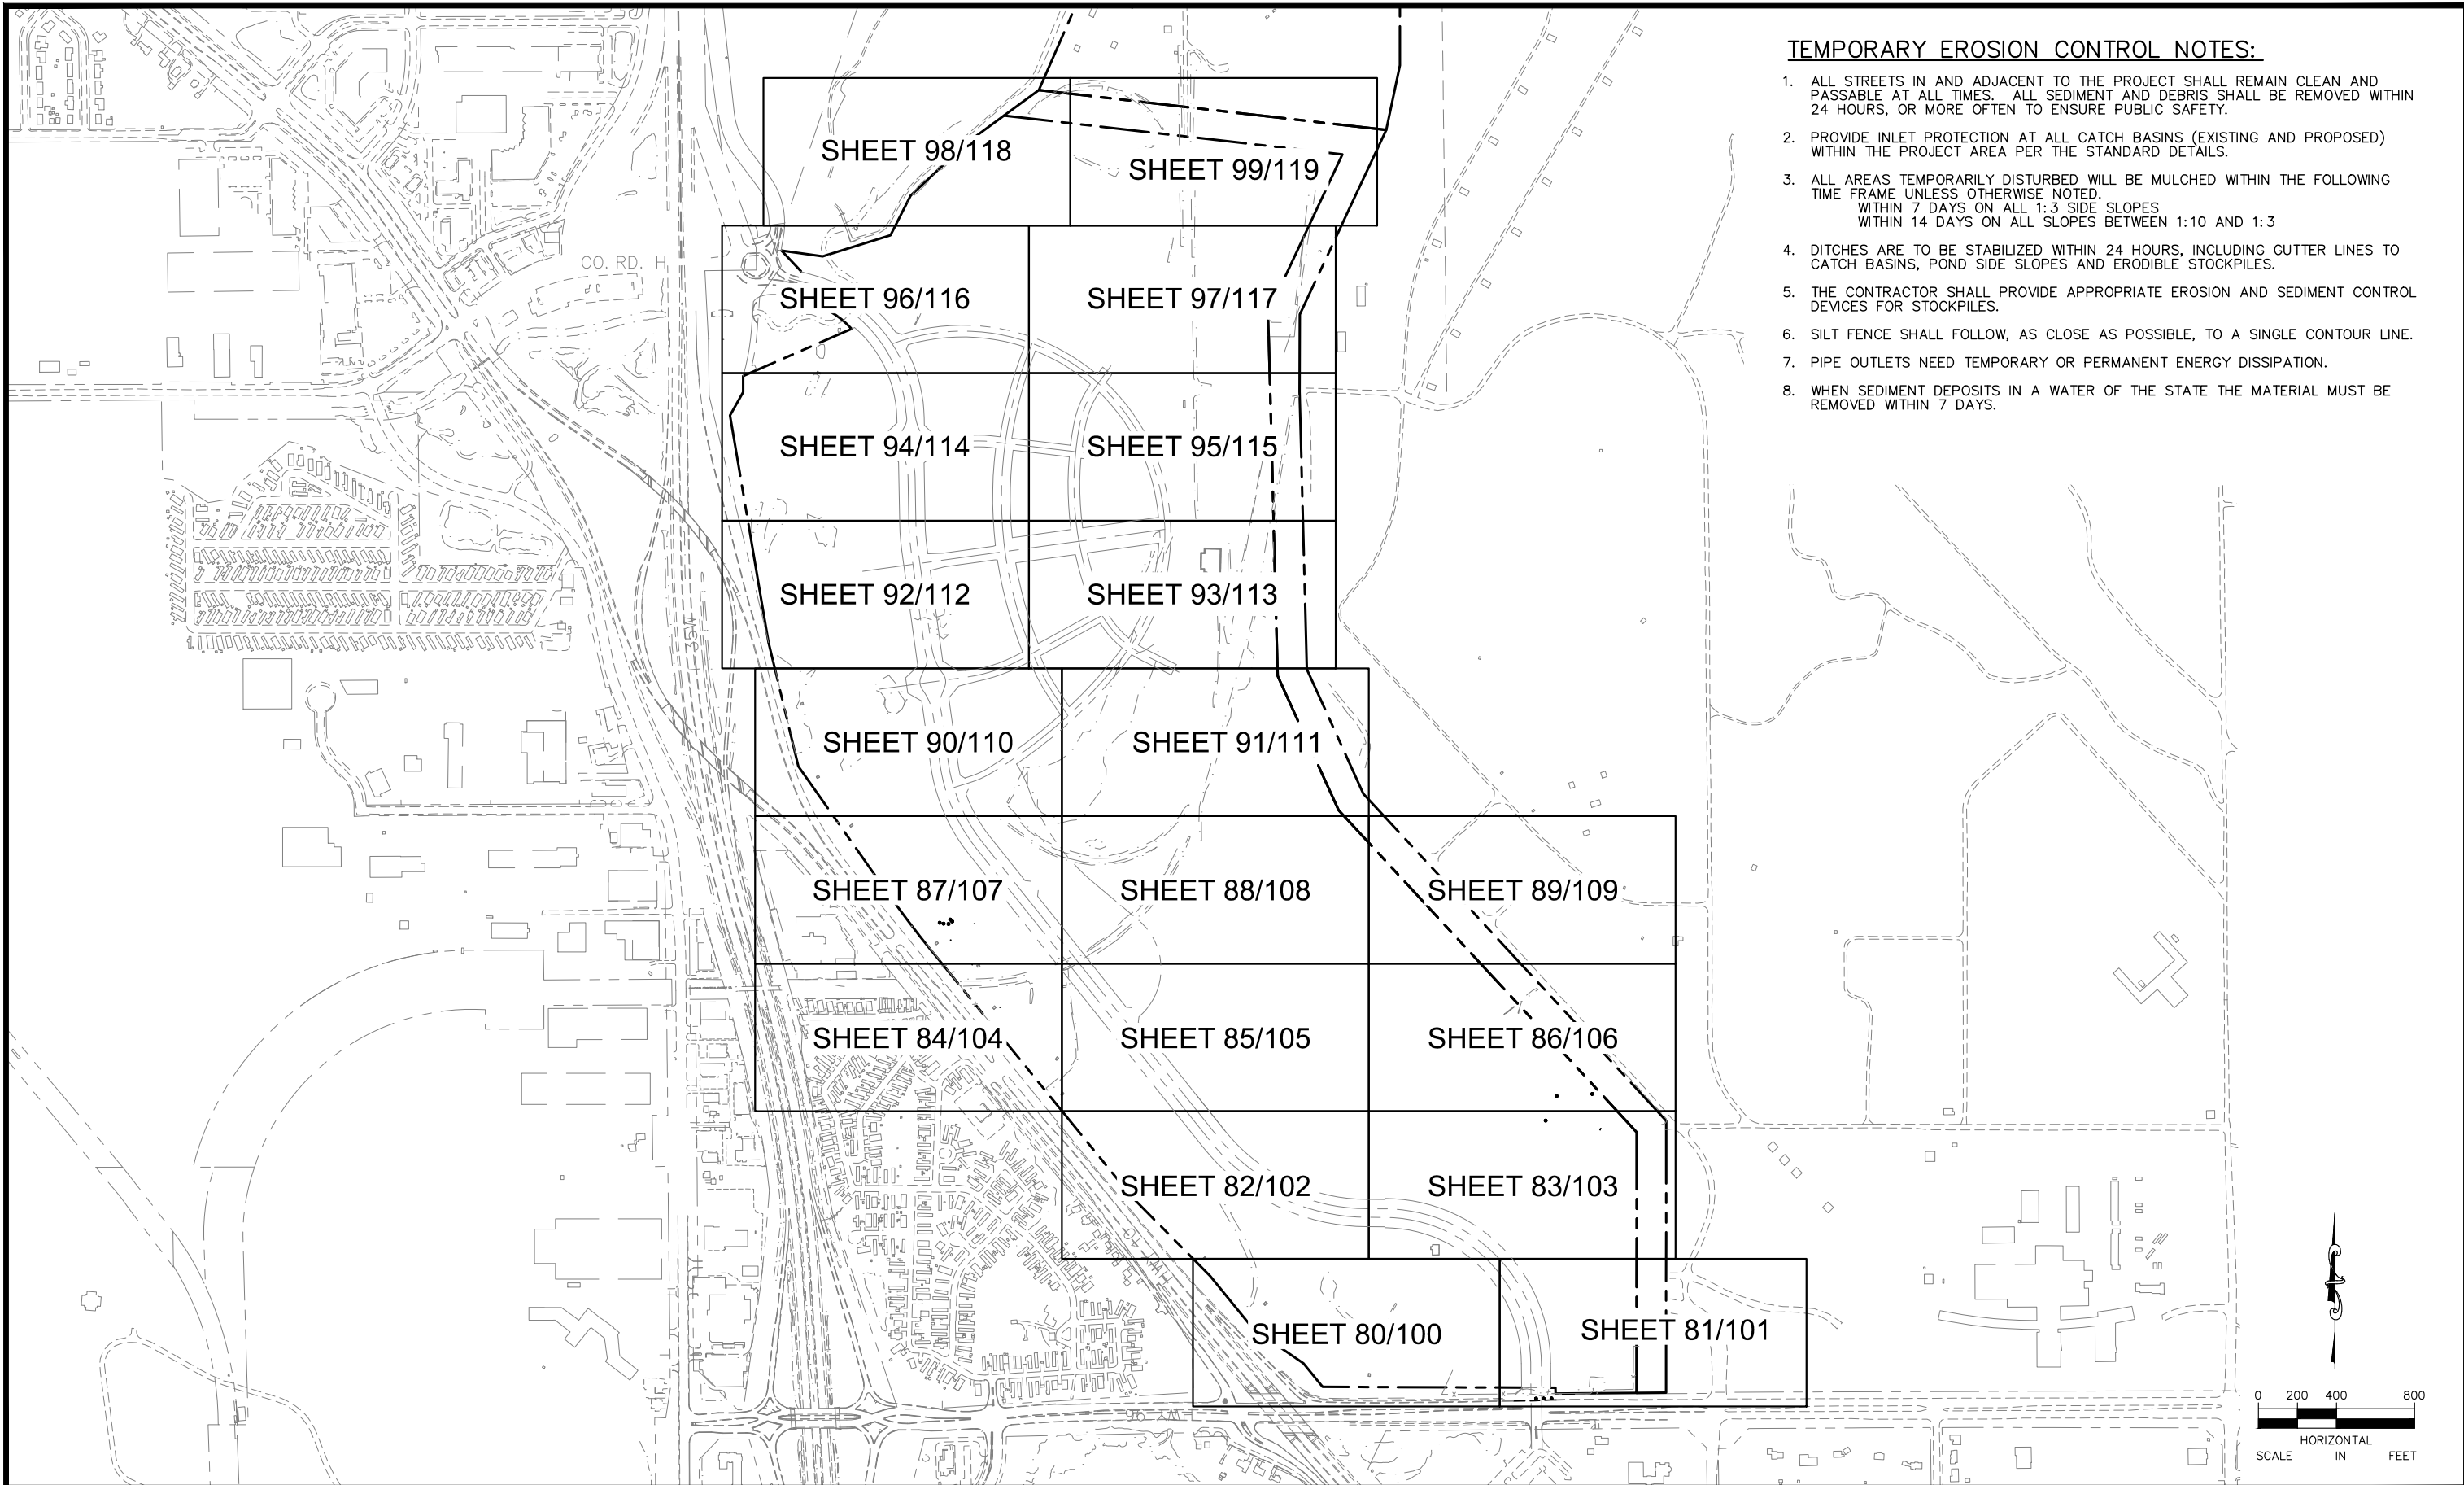 TEMPORARY EROSION CONTROL NOTES:
1. ALL STREETS IN AND ADJACENT TO THE PROJECT SHALL REMAIN CLEAN AND
PASSABLE AT ALL TIMES. ALL SEDIMENT AND DEBRIS SHALL BE REMOVED WITHIN
24 HOURS, OR MORE OFTEN TO ENSURE PUBLIC SAFETY.
2. PROVIDE INLET PROTECTION AT ALL CATCH BASINS (EXISTING AND PROPOSED)
WITHIN THE PROJECT AREA PER THE STANDARD DETAILS.
3. ALL AREAS TEMPORARILY DISTURBED WILL BE MULCHED WITHIN THE FOLLOWING
TIME FRAME UNLESS OTHERWISE NOTED.
WITHIN 7 DAYS ON ALL 1:3 SIDE SLOPES
WITHIN 14 DAYS ON ALL SLOPES BETWEEN 1:10 AND 1:3
4. DITCHES ARE TO BE STABILIZED WITHIN 24 HOURS, INCLUDING GUTTER LINES TO
CATCH BASINS, POND SIDE SLOPES AND ERODIBLE STOCKPILES.
5. THE CONTRACTOR SHALL PROVIDE APPROPRIATE EROSION AND SEDIMENT CONTROL
DEVICES FOR STOCKPILES.
6. SILT FENCE SHALL FOLLOW, AS CLOSE AS POSSIBLE, TO A SINGLE CONTOUR LINE.
7. PIPE OUTLETS NEED TEMPORARY OR PERMANENT ENERGY DISSIPATION.
8. WHEN SEDIMENT DEPOSITS IN A WATER OF THE STATE THE MATERIAL MUST BE
REMOVED WITHIN 7 DAYS.
SHEET 98/118
SHEET 99/119
CO. RD. H
SHEET 96/116
SHEET 97/117
SHEET 94/114
SHEET 95/115
SHEET 92/112
SHEET 93/113
SHEET 90/110
SHEET 91/111
SHEET 87/107
SHEET 88/108
SHEET 89/109
SHEET 84/104
SHEET 85/105
SHEET 86/106
SHEET 82/102
SHEET 83/103
SHEET 80/100
SHEET 81/101
HWY 96
0 200 400 800
HORIZONTAL
SCALE IN FEET